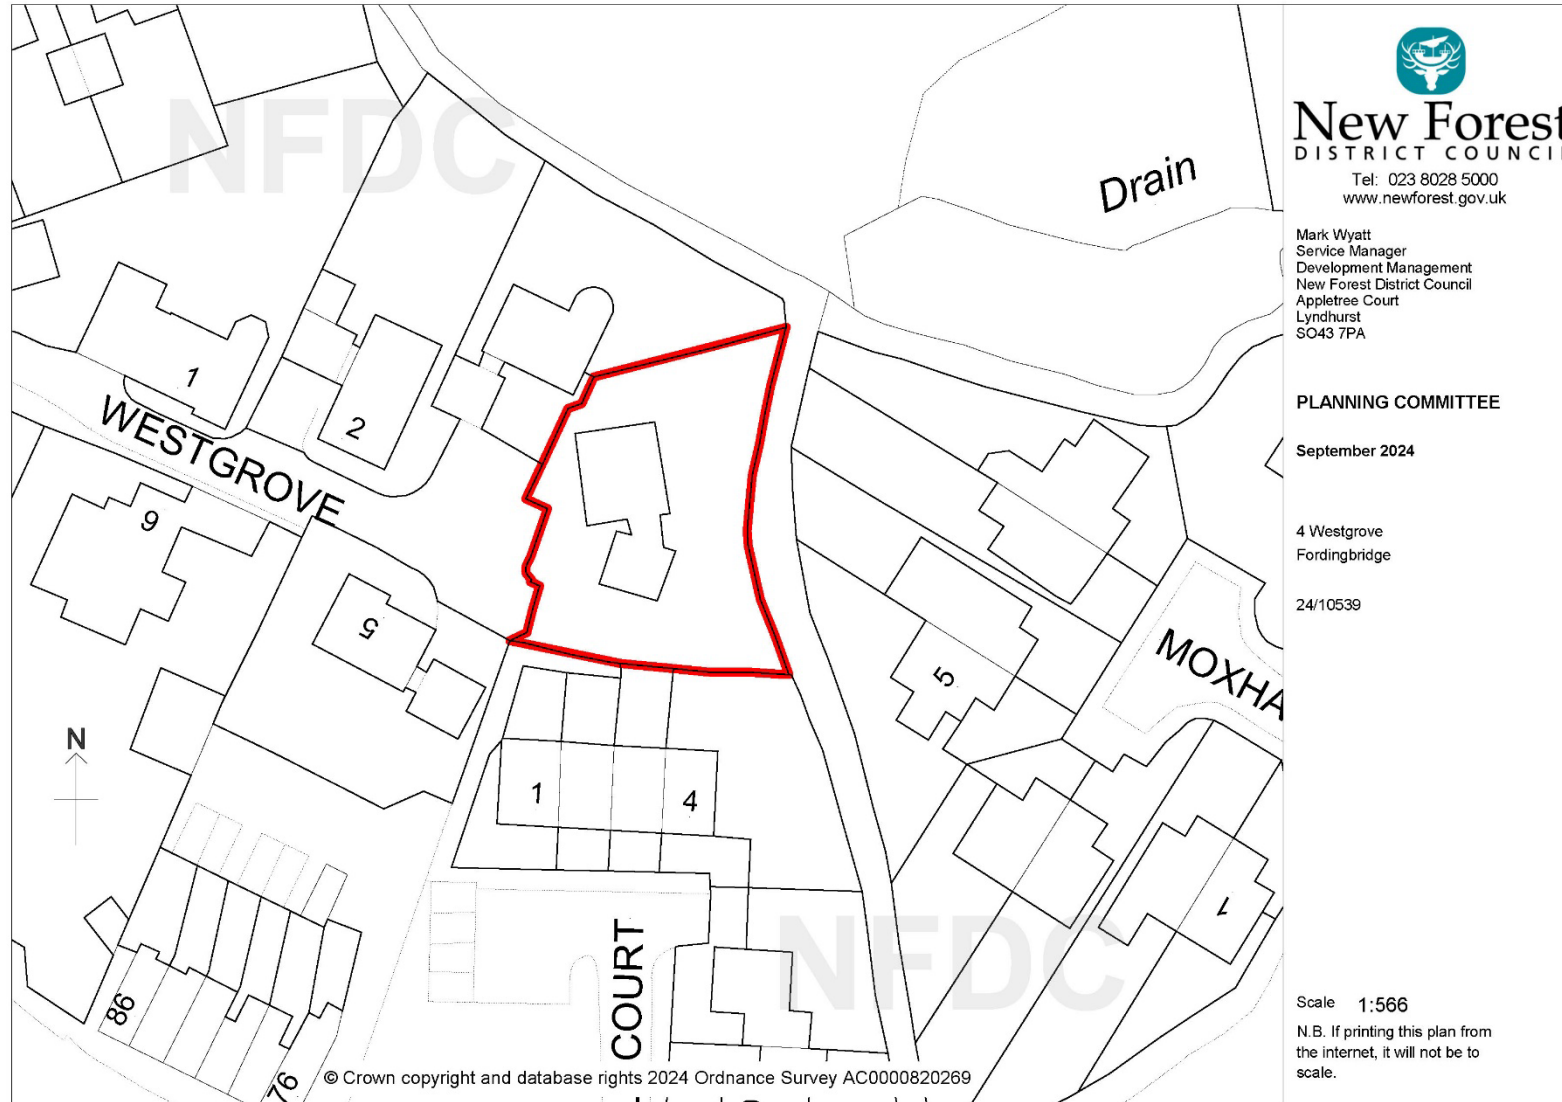 NFDC
Drain
1
2
WESTGROVE
9
5
5
MOXHA
N
1
4
1
NFDC
COURT
86
76
© Crown copyright and database rights 2024 Ordnance Survey AC0000820269
New Forest
DISTRICT COUNCI
Tel: 023 8028 5000
www.newforest.gov.uk
Mark Wyatt
Service Manager
Development Management
New Forest District Council
Appletree Court
Lyndhurst
SO43 7PA
PLANNING COMMITTEE
September 2024
4 Westgrove
Fordingbridge
24/10539
Scale 1:566
N.B. If printing this plan from
the internet, it will not be to
scale.